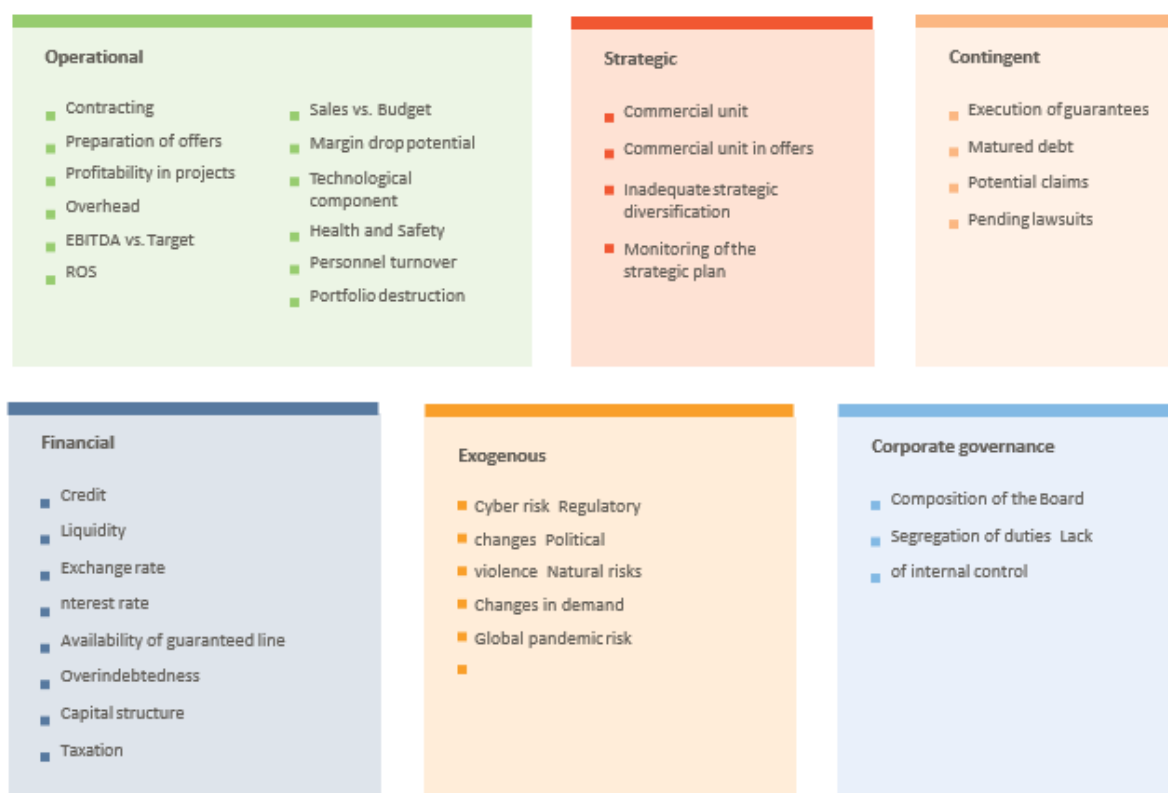 Operational
Contracting
Preparation of offers
Profitability in projects
Overhead
EBITDA vs. Target
ROS
Sales vs. Budget
Margin drop potential
Technological
component
Health and Safety
Personnel turnover
Portfolio destruction
Strategic
Commercial unit
Commercial unit in offers
Inadequate strategic
diversification
Monitoring of the
strategic plan
Contingent
Execution of guarantees
Matured debt
Potential claims
Pending lawsuits
Financial
Credit
Liquidity
Exchange rate
nterest rate
Availability of guaranteed line
Overindebtedness
Capital structure
Taxation
Exogenous
Cyber risk Regulatory
changes Political
violence Natural risks
Changes in demand
Global pandemic risk
Corporate governance
Composition of the Board
Segregation of duties Lack
of internal control